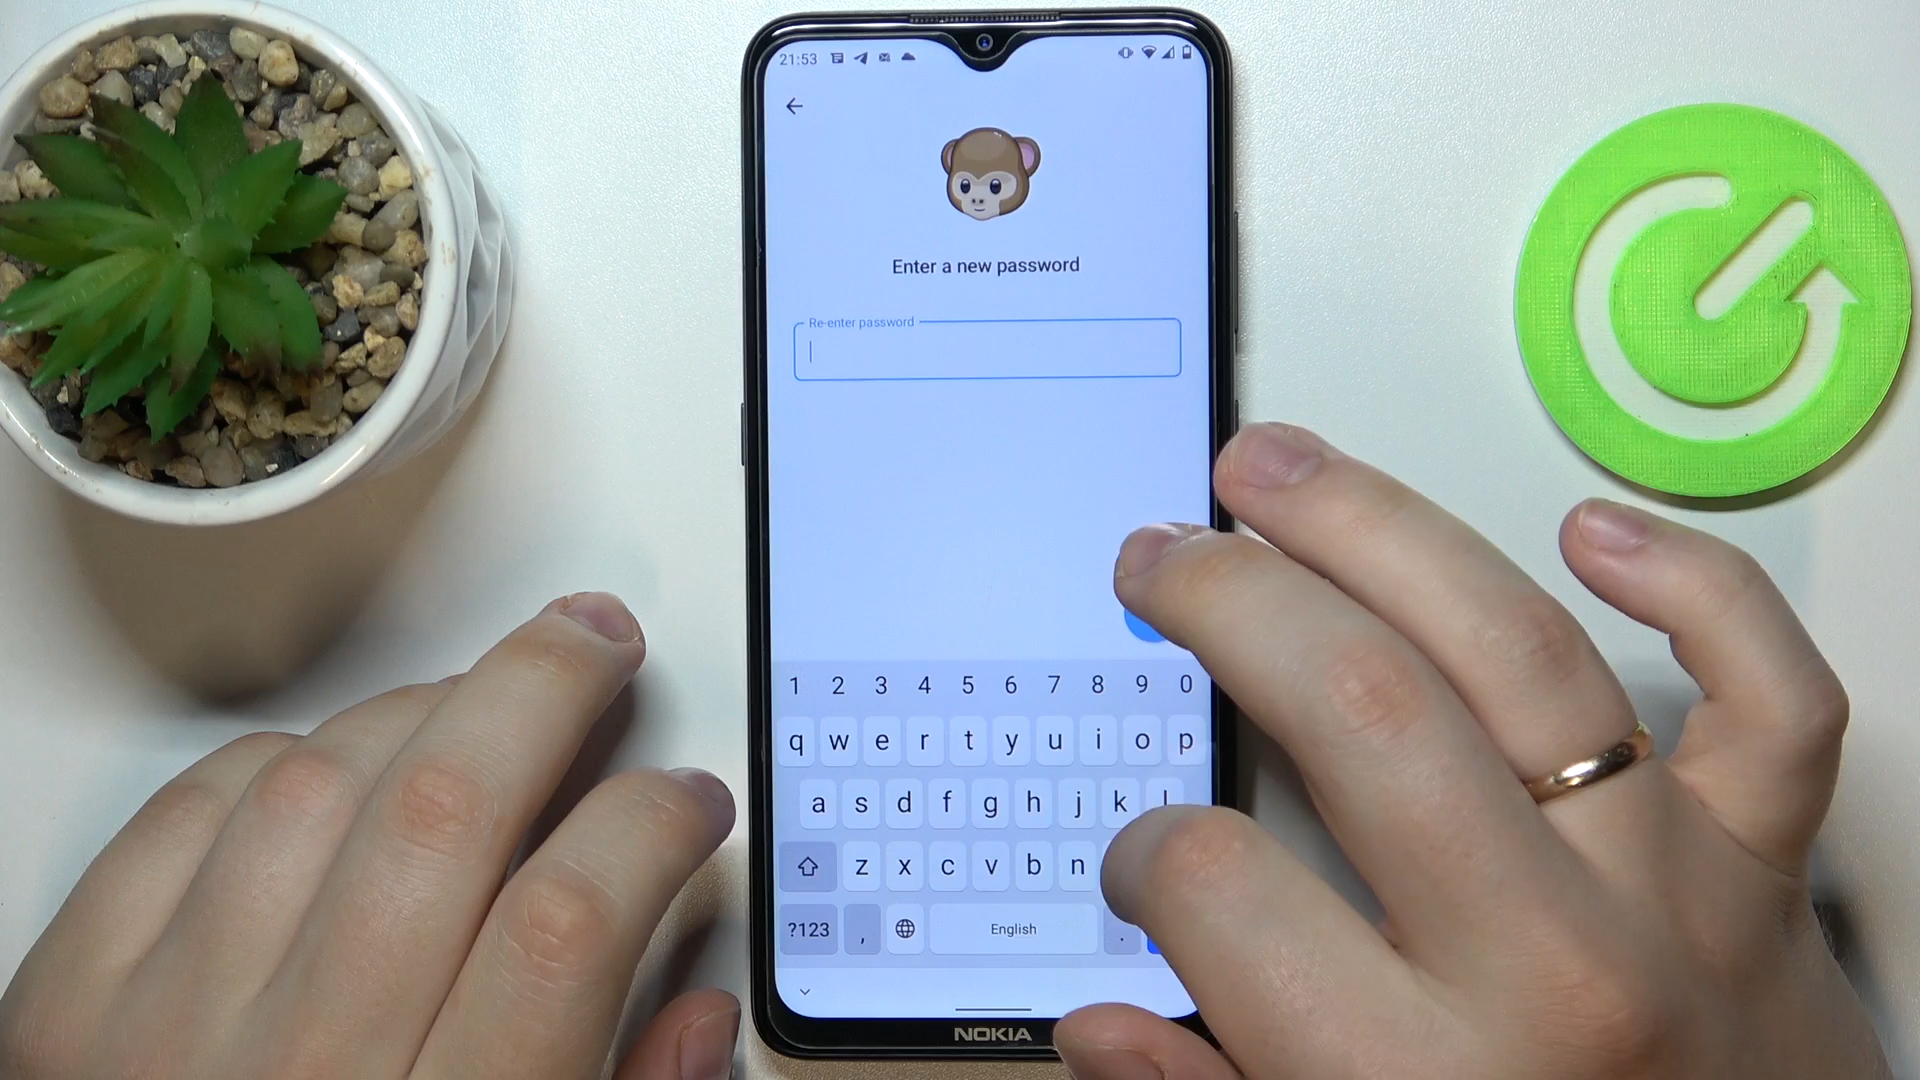 21:53
Enter a new password
Re-enter password
1 2 3 4 5 6 7 8 9 0
q w e r t y u i o p
a s d f g h j k l
z x c v b n
?123 , English .
NOKIA